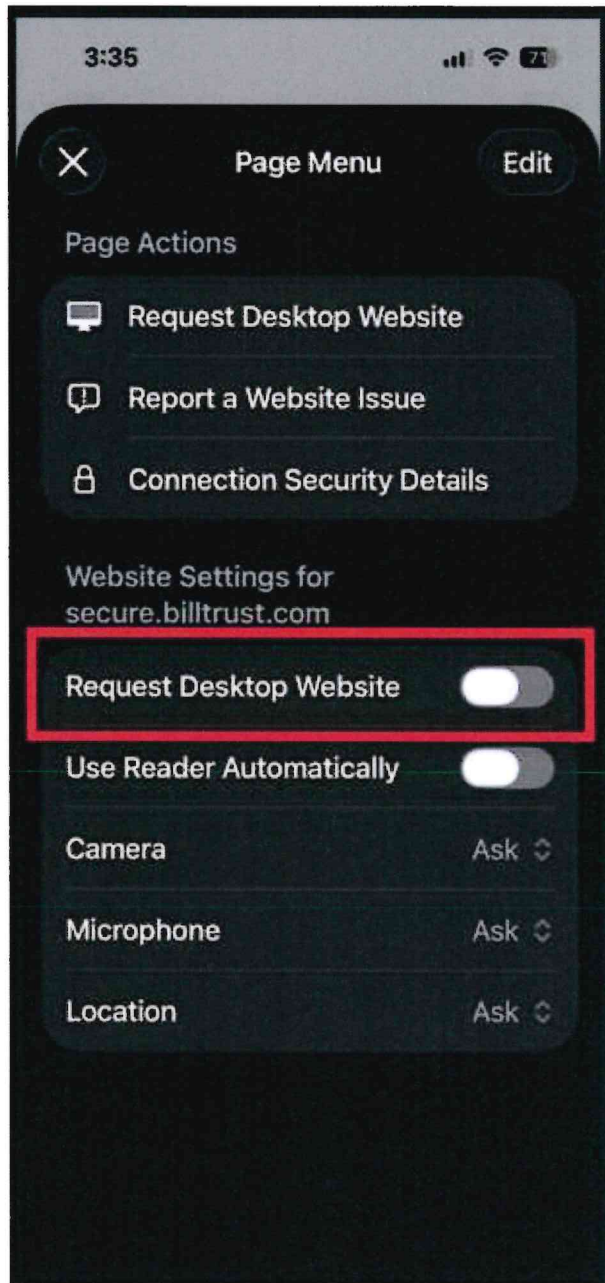 3:35
71
Page Menu
Edit
Page Actions
Request Desktop Website
Report a Website Issue
Connection Security Details
Website Settings for
secure.billtrust.com
Request Desktop Website
Use Reader Automatically
Camera Ask
Microphone Ask
Location Ask